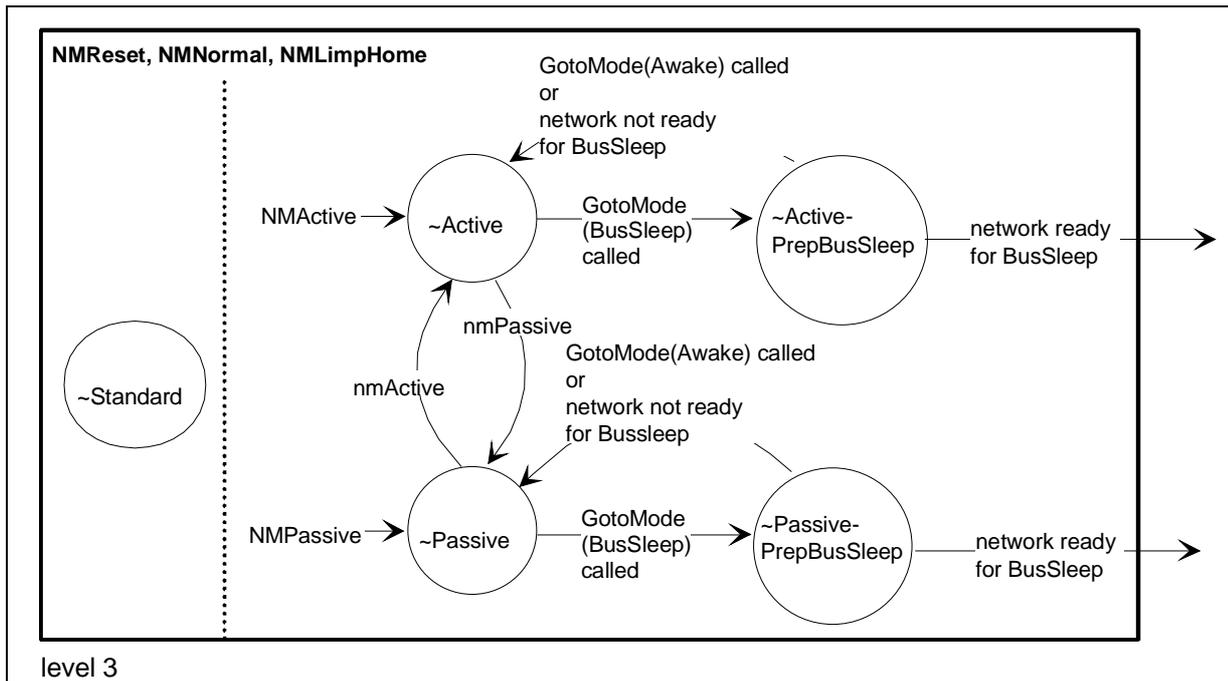 NMReset, NMNormal, NMLimpHome
GotoMode(Awake) called
or
network not ready
for BusSleep
NMActive
~Active
GotoMode
(BusSleep)
called
~Active-
PrepBusSleep
network ready
for BusSleep
nmPassive
nmActive
~Standard
GotoMode(Awake) called
or
network not ready
for Bussleep
NMPassive
~Passive
GotoMode
(BusSleep)
called
~Passive-
PrepBusSleep
network ready
for BusSleep
level 3